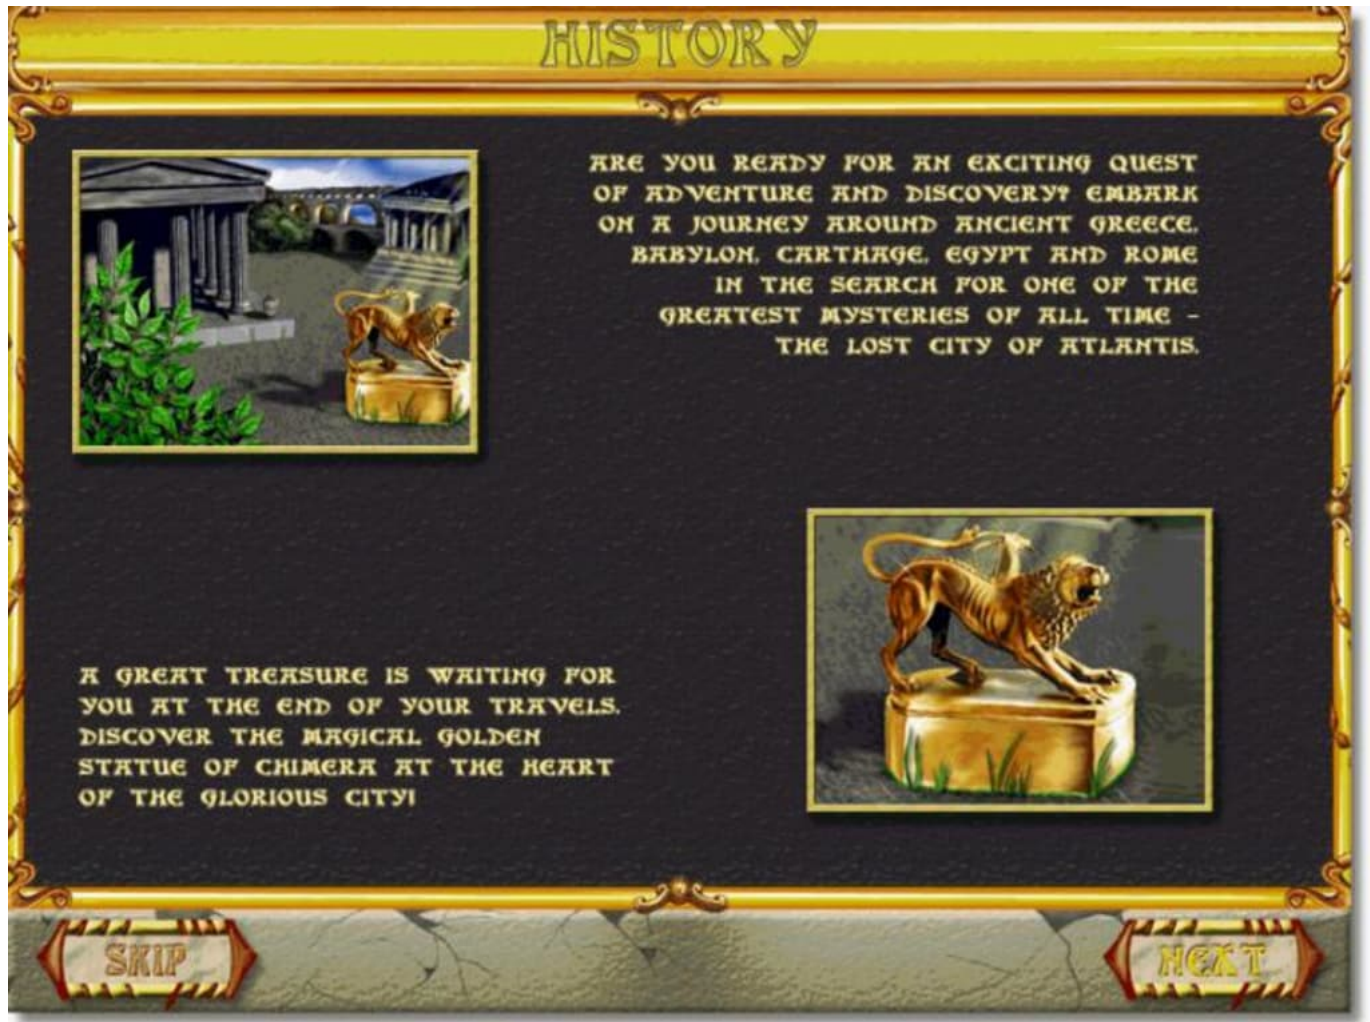 HISTORY
ARE YOU READY FOR AN EXCITING QUEST
OF ADVENTURE AND DISCOVERY? EMBARK
ON A JOURNEY AROUND ANCIENT GREECE,
BABYLON, CARTHAGE, EGYPT AND ROME
IN THE SEARCH FOR ONE OF THE
GREATEST MYSTERIES OF ALL TIME -
THE LOST CITY OF ATLANTIS.
A GREAT TREASURE IS WAITING FOR
YOU AT THE END OF YOUR TRAVELS.
DISCOVER THE MAGICAL GOLDEN
STATUE OF CHIMERA AT THE HEART
OF THE GLORIOUS CITY!
SKIP
NEXT